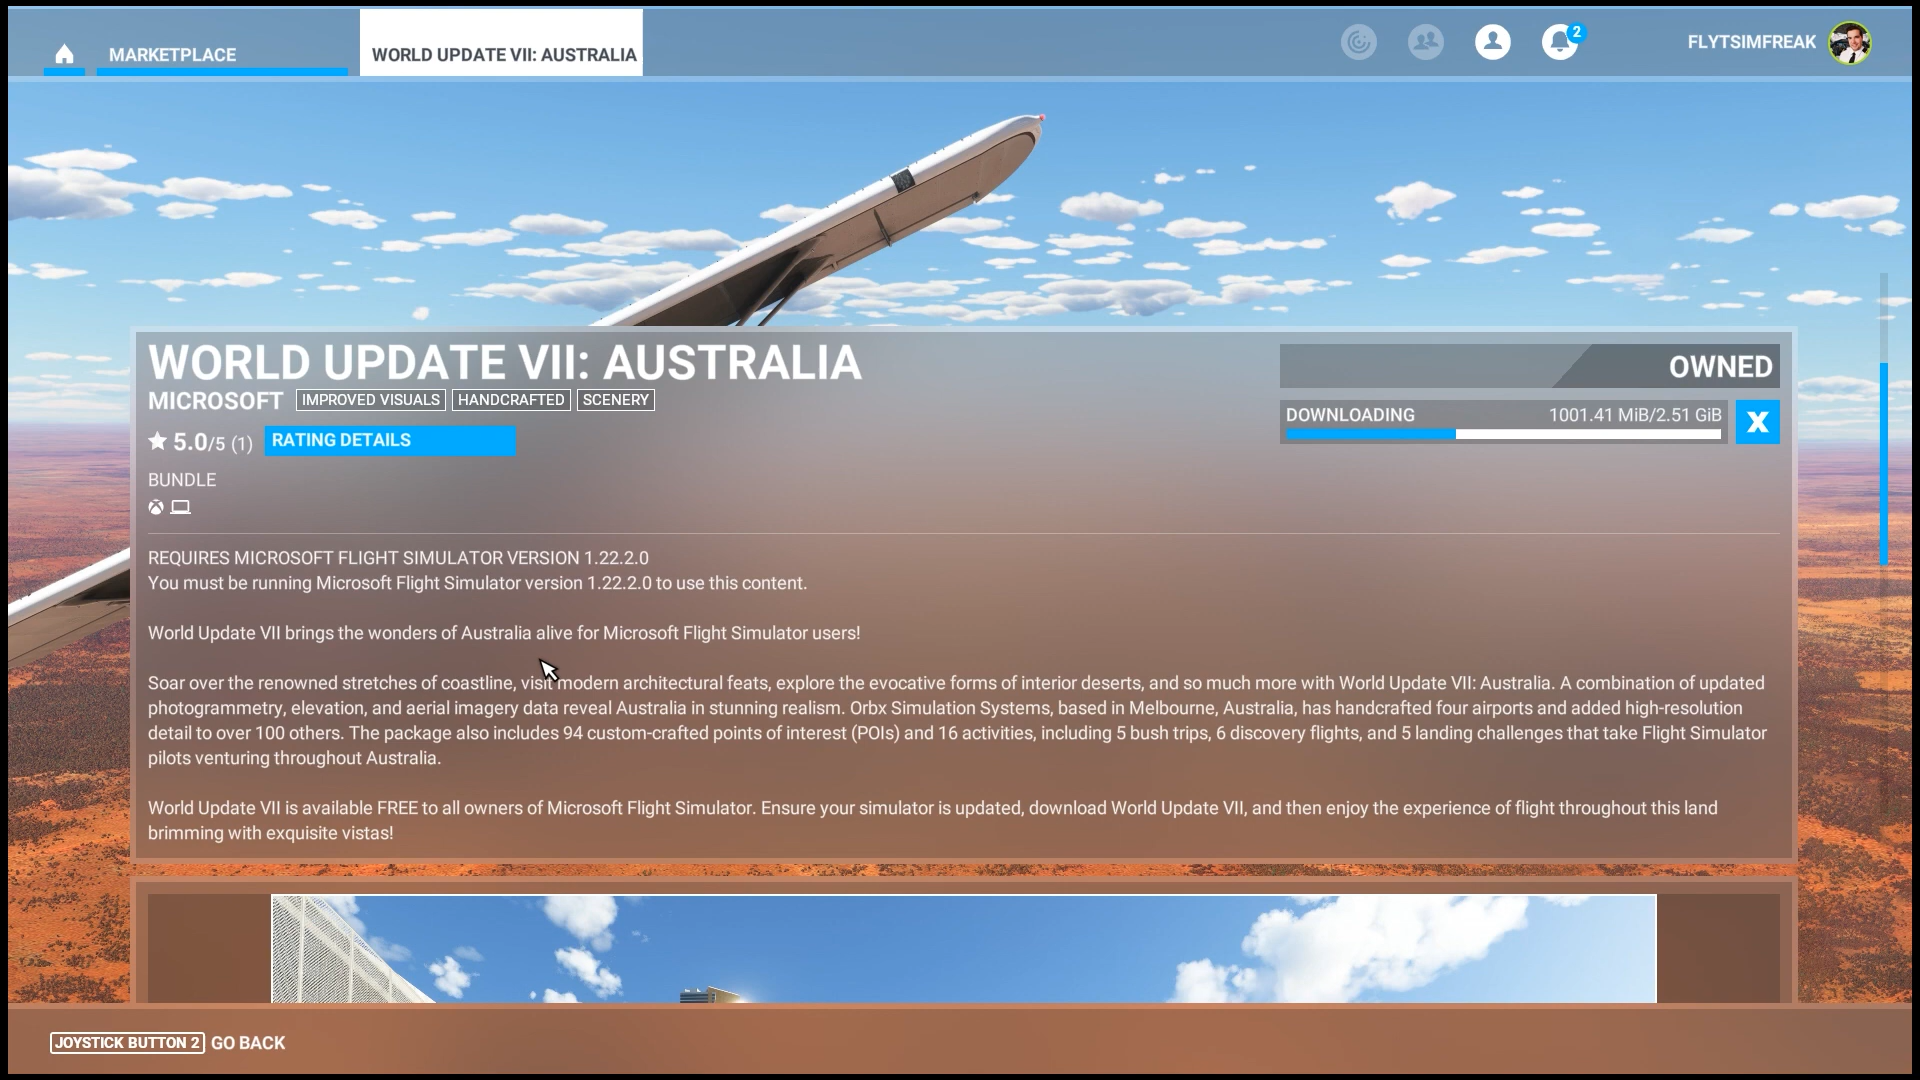 MARKETPLACE
WORLD UPDATE VII: AUSTRALIA
2
FLYTSIMFREAK
WORLD UPDATE VII: AUSTRALIA
OWNED
MICROSOFT IMPROVED VISUALS HANDCRAFTED SCENERY
DOWNLOADING 1001.41 MiB/2.51 GiB X
5.0/5 (1) RATING DETAILS
BUNDLE
REQUIRES MICROSOFT FLIGHT SIMULATOR VERSION 1.22.2.0
You must be running Microsoft Flight Simulator version 1.22.2.0 to use this content.
World Update VII brings the wonders of Australia alive for Microsoft Flight Simulator users!
Soar over the renowned stretches of coastline, visit modern architectural feats, explore the evocative forms of interior deserts, and so much more with World Update VII: Australia. A combination of updated
photogrammetry, elevation, and aerial imagery data reveal Australia in stunning realism. Orbx Simulation Systems, based in Melbourne, Australia, has handcrafted four airports and added high-resolution
detail to over 100 others. The package also includes 94 custom-crafted points of interest (POIs) and 16 activities, including 5 bush trips, 6 discovery flights, and 5 landing challenges that take Flight Simulator
pilots venturing throughout Australia.
World Update VII is available FREE to all owners of Microsoft Flight Simulator. Ensure your simulator is updated, download World Update VII, and then enjoy the experience of flight throughout this land
brimming with exquisite vistas!
JOYSTICK BUTTON 2 GO BACK